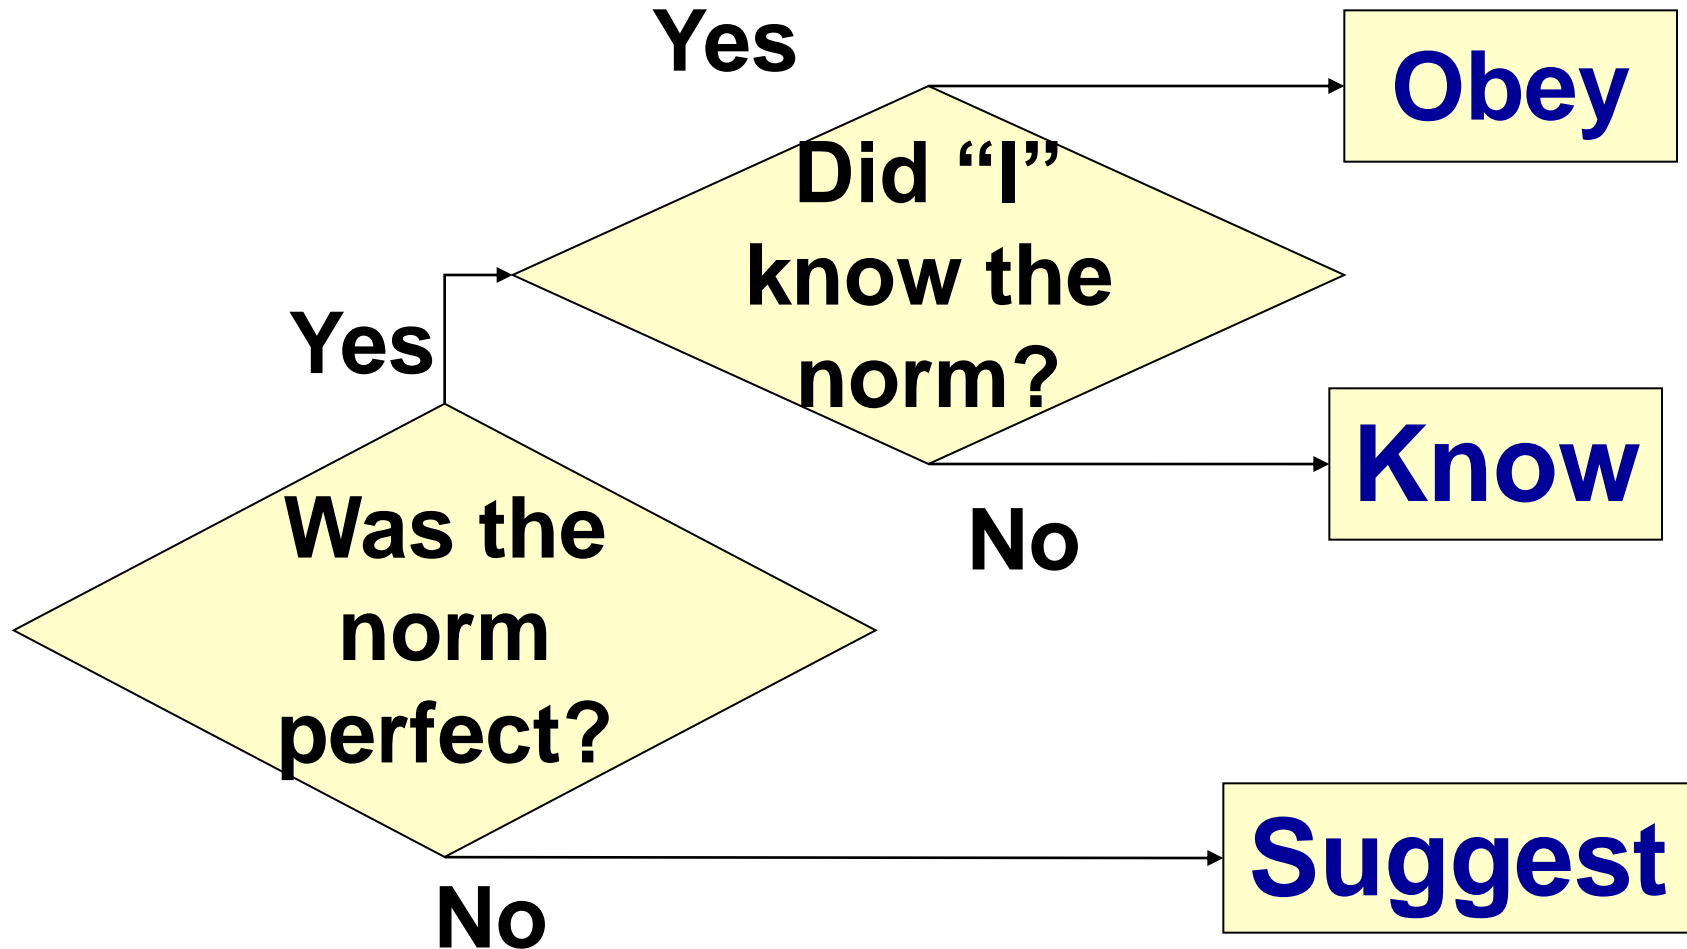 Yes
Obey
Did “I”
know the
norm?
Yes
Know
No
Was the
norm
perfect?
Suggest
No